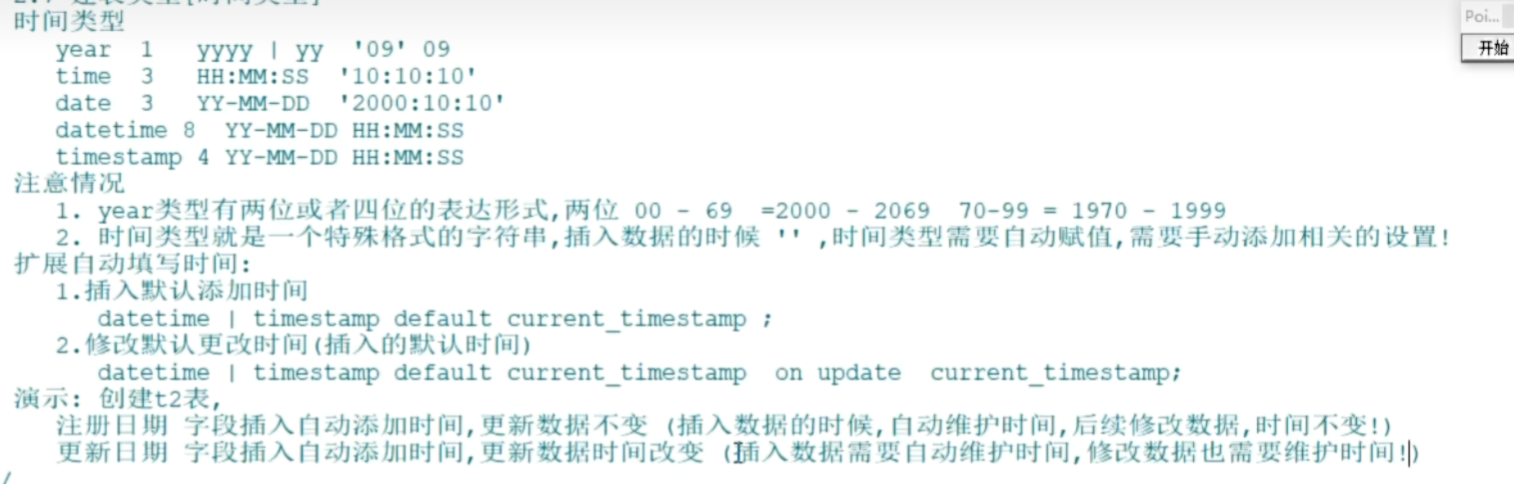 时间类型
year 1 yyyy | yy '09' 09
time 3 HH:MM:SS '10:10:10'
date 3 YY-MM-DD '2000:10:10'
datetime 8 YY-MM-DD HH:MM:SS
timestamp 4 YY-MM-DD HH:MM:SS
注意情况
1. year类型有两位或者四位的表达形式,两位 00 - 69 =2000 - 2069 70-99 = 1970 - 1999
2. 时间类型就是一个特殊格式的字符串,插入数据的时候 '' ,时间类型需要自动赋值,需要手动添加相关的设置!
扩展自动填写时间:
1.插入默认添加时间
datetime | timestamp default current_timestamp ;
2.修改默认更改时间(插入的默认时间)
datetime | timestamp default current_timestamp on update current_timestamp;
演示: 创建t2表,
注册日期 字段插入自动添加时间,更新数据不变 (插入数据的时候,自动维护时间,后续修改数据,时间不变!)
更新日期 字段插入自动添加时间,更新数据时间改变 (插入数据需要自动维护时间,修改数据也需要维护时间!)
/
Poi...
开始